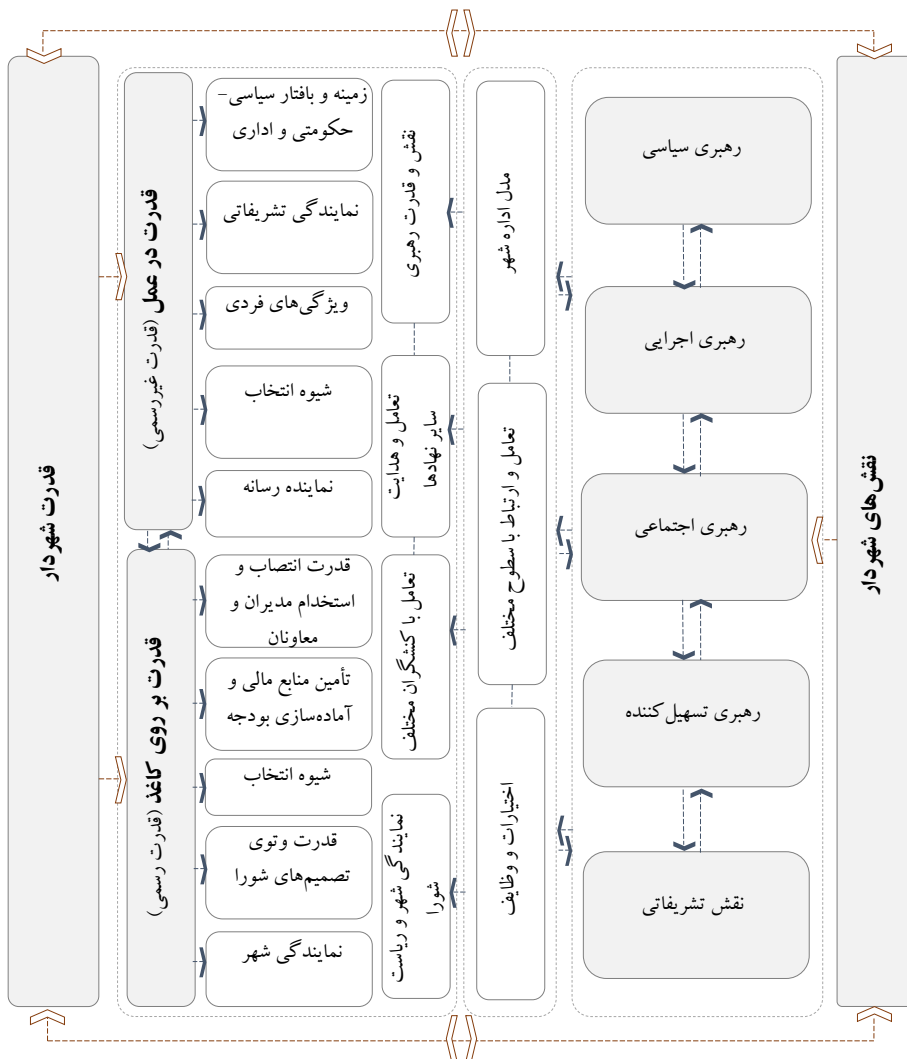 قدرت شهردار
قدرت در عمل (قدرت غیررسمی)
قدرت بر روی کاغذ (قدرت رسمی)
زمینه و بافتار سیاسی-
حکومتی و اداری
نمایندگی تشریفاتی
ویژگی‌های فردی
شیوه انتخاب
نماینده رسانه
قدرت انتصاب و
استخدام مدیران و
معاونان
تأمین منابع مالی و
آماده‌سازی بودجه
شیوه انتخاب
قدرت وتوی
تصمیم‌های شورا
نمایندگی شهر
نقش و قدرت رهبری
تعامل و هدایت
سایر نهادها
تعامل با کنشگران مختلف
نمایندگی شهر و ریاست
شورا
مدل اداره شهر
تعامل و ارتباط با سطوح مختلف
اختیارات و وظایف
رهبری سیاسی
رهبری اجرایی
رهبری اجتماعی
رهبری تسهیل‌کننده
نقش تشریفاتی
نقش‌های شهردار